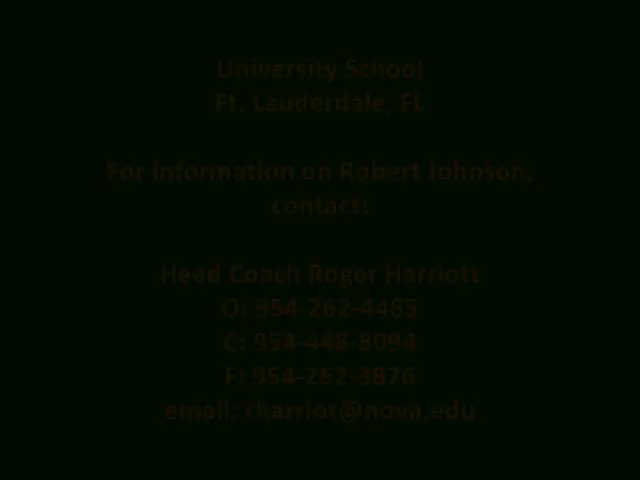 University School
Ft. Lauderdale, FL
For information on Robert Johnson,
contact:
Head Coach Roger Harriott
O: 954-262-4485
C: 954-448-8094
F: 954-262-3876
email: rharriot@nova.edu